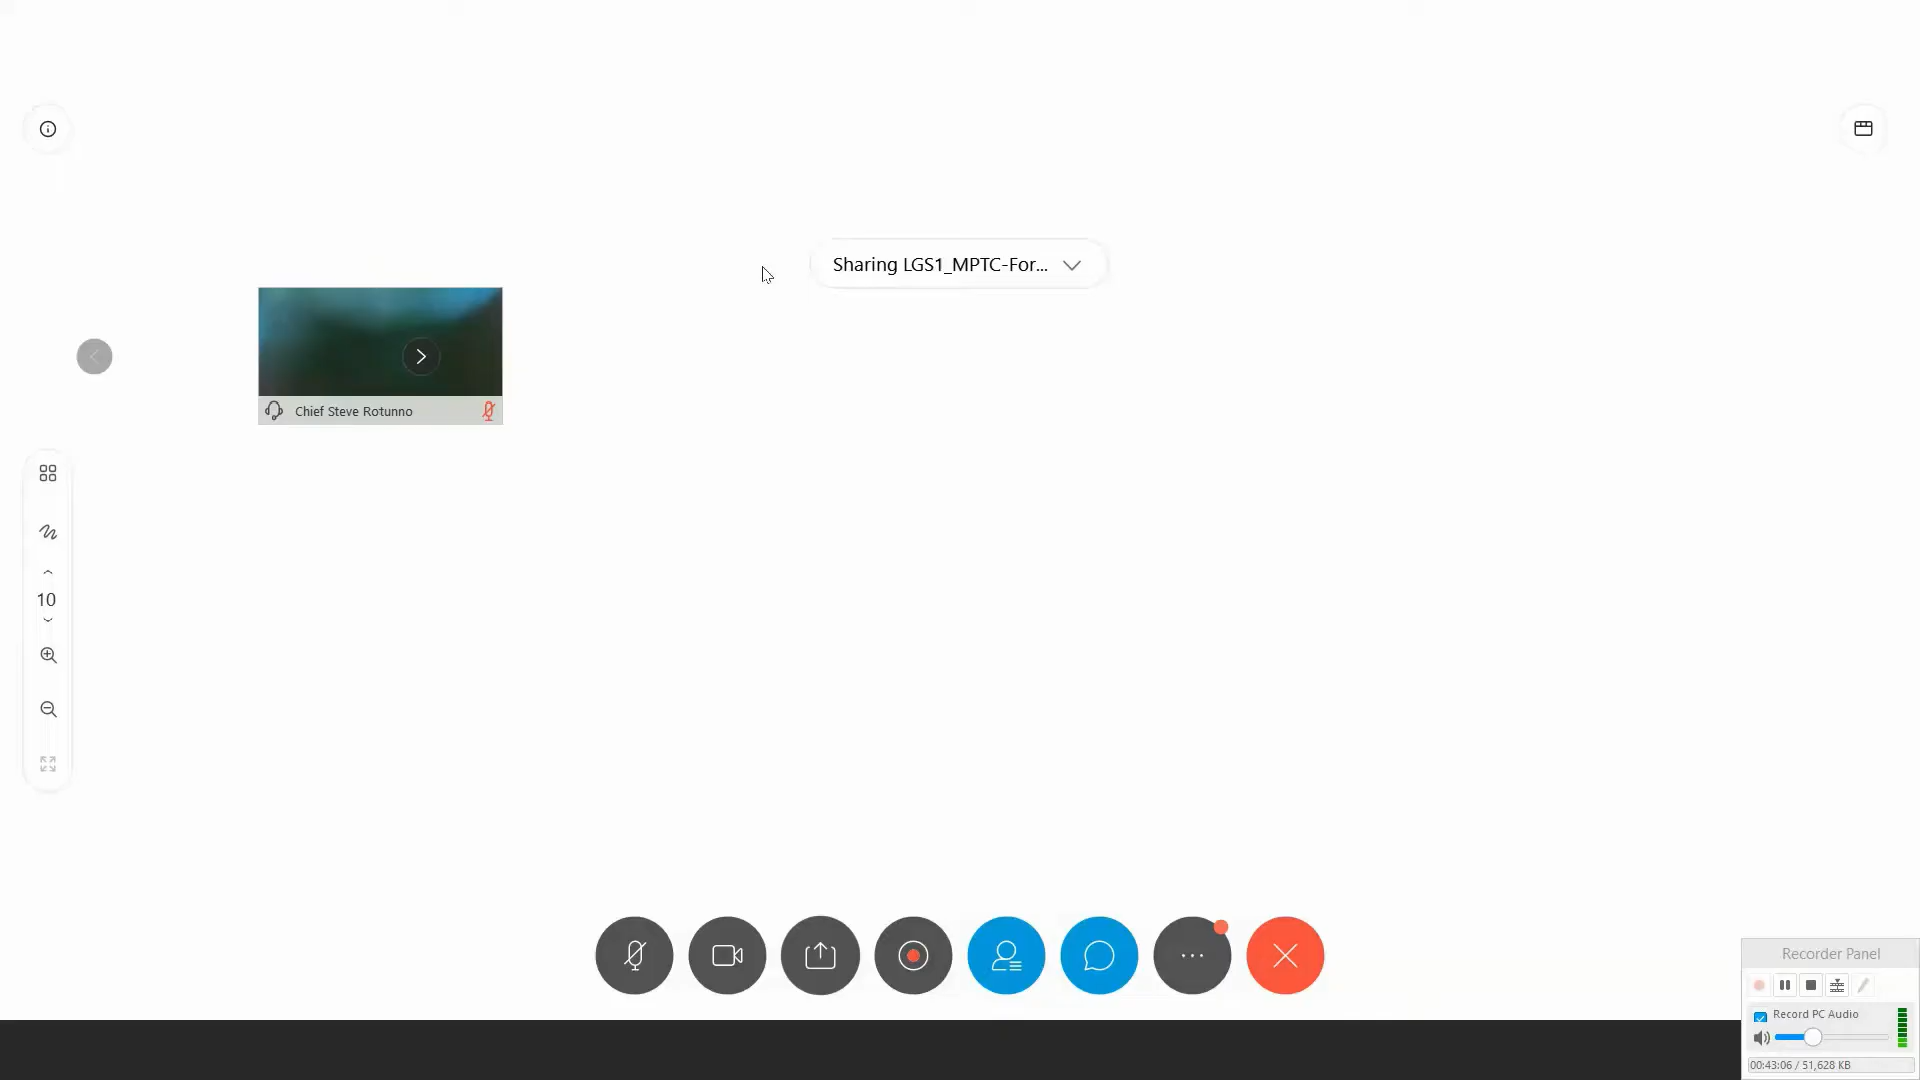 Sharing LGS1_MPTC-For...
Chief Steve Rotunno
10
Recorder Panel
Record PC Audio
00:43:06 / 51,628 KB